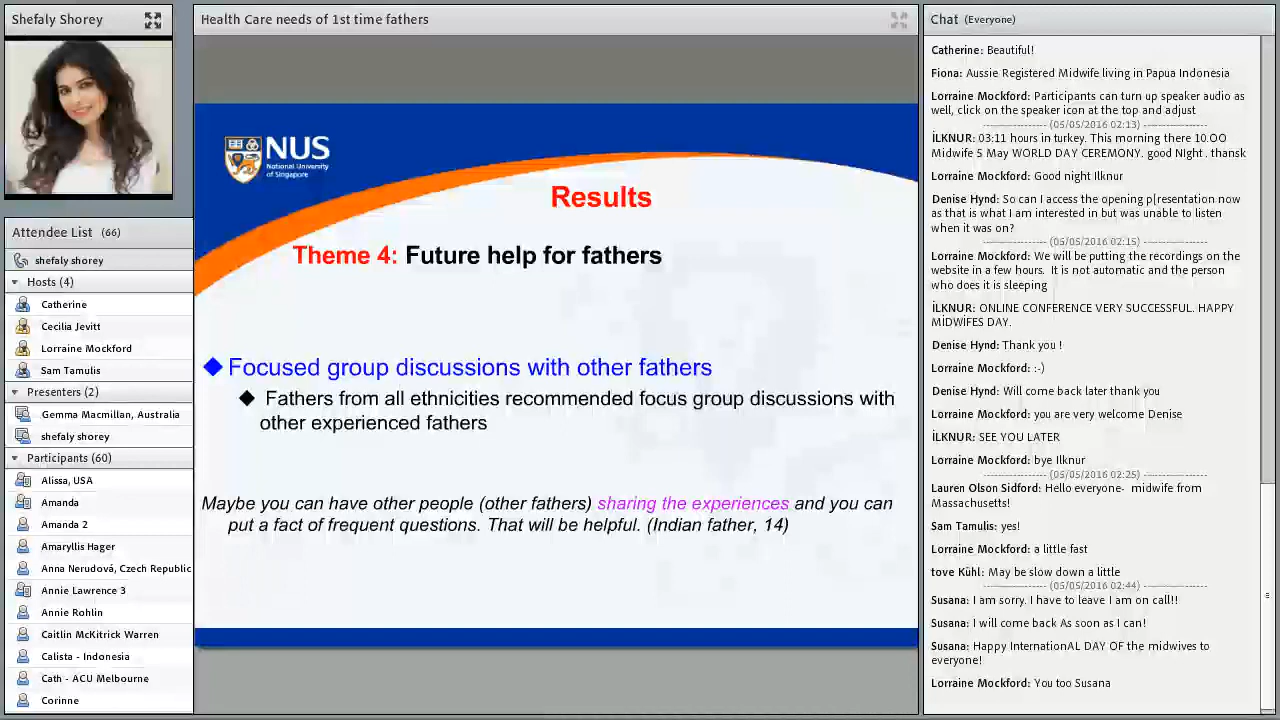 Shefaly Shorey
Health Care needs of 1st time fathers
Chat (Everyone)
Attendee List (66)
shefaly shorey
Hosts (4)
Catherine
Cecilia Jevitt
Lorraine Mockford
Sam Tamulis
Presenters (2)
Gemma Macmillan, Australia
shefaly shorey
Participants (60)
Alissa, USA
Amanda
Amanda 2
Amaryllis Hager
Anna Nerudová, Czech Republic
Annie Lawrence 3
Annie Rohlin
Caitlin McKitrick Warren
Calista - Indonesia
Cath - ACU Melbourne
Corinne
NUS
National University
of Singapore
Results
Theme 4: Future help for fathers
Focused group discussions with other fathers
Fathers from all ethnicities recommended focus group discussions with
other experienced fathers
Maybe you can have other people (other fathers) sharing the experiences and you can
put a fact of frequent questions. That will be helpful. (Indian father, 14)
Catherine: Beautiful!
Fiona: Aussie Registered Midwife living in Papua Indonesia
Lorraine Mockford: Participants can turn up speaker audio as
well, click on the speaker icon at the top and adjust
------------------ (05/05/2016 02:13) ------------------
İLKNUR: 03:11 hours in turkey. This morning there 10.OO
Midwife 5 May WORLD DAY CEREMONY. good NIght . thansk
Lorraine Mockford: Good night Ilknur
Denise Hynd: So can I access the opening p[resentation now
as that is what I am interested in but was unable to listen
when it was on?
------------------ (05/05/2016 02:15) ------------------
Lorraine Mockford: We will be putting the recordings on the
website in a few hours.  It is not automatic and the person
who does it is sleeping
İLKNUR: ONLINE CONFERENCE VERY SUCCESSFUL. HAPPY
MİDWİFES DAY.
Denise Hynd: Thank you !
Lorraine Mockford: :-)
Denise Hynd: Will come back later thank you
Lorraine Mockford: you are very welcome Denise
İLKNUR: SEE YOU LATER
Lorraine Mockford: bye Ilknur
------------------ (05/05/2016 02:25) ------------------
Lauren Olson Sidford: Hello everyone-  midwife from
Massachusetts!
Sam Tamulis: yes!
Lorraine Mockford: a little fast
tove Kühl: May be slow down a little
------------------ (05/05/2016 02:44) ------------------
Susana: I am sorry. I have to leave I am on call!!
Susana: I will come back As soon as I can!
Susana: Happy InternationAL DAY OF the midwives to
everyone!
Lorraine Mockford: You too Susana